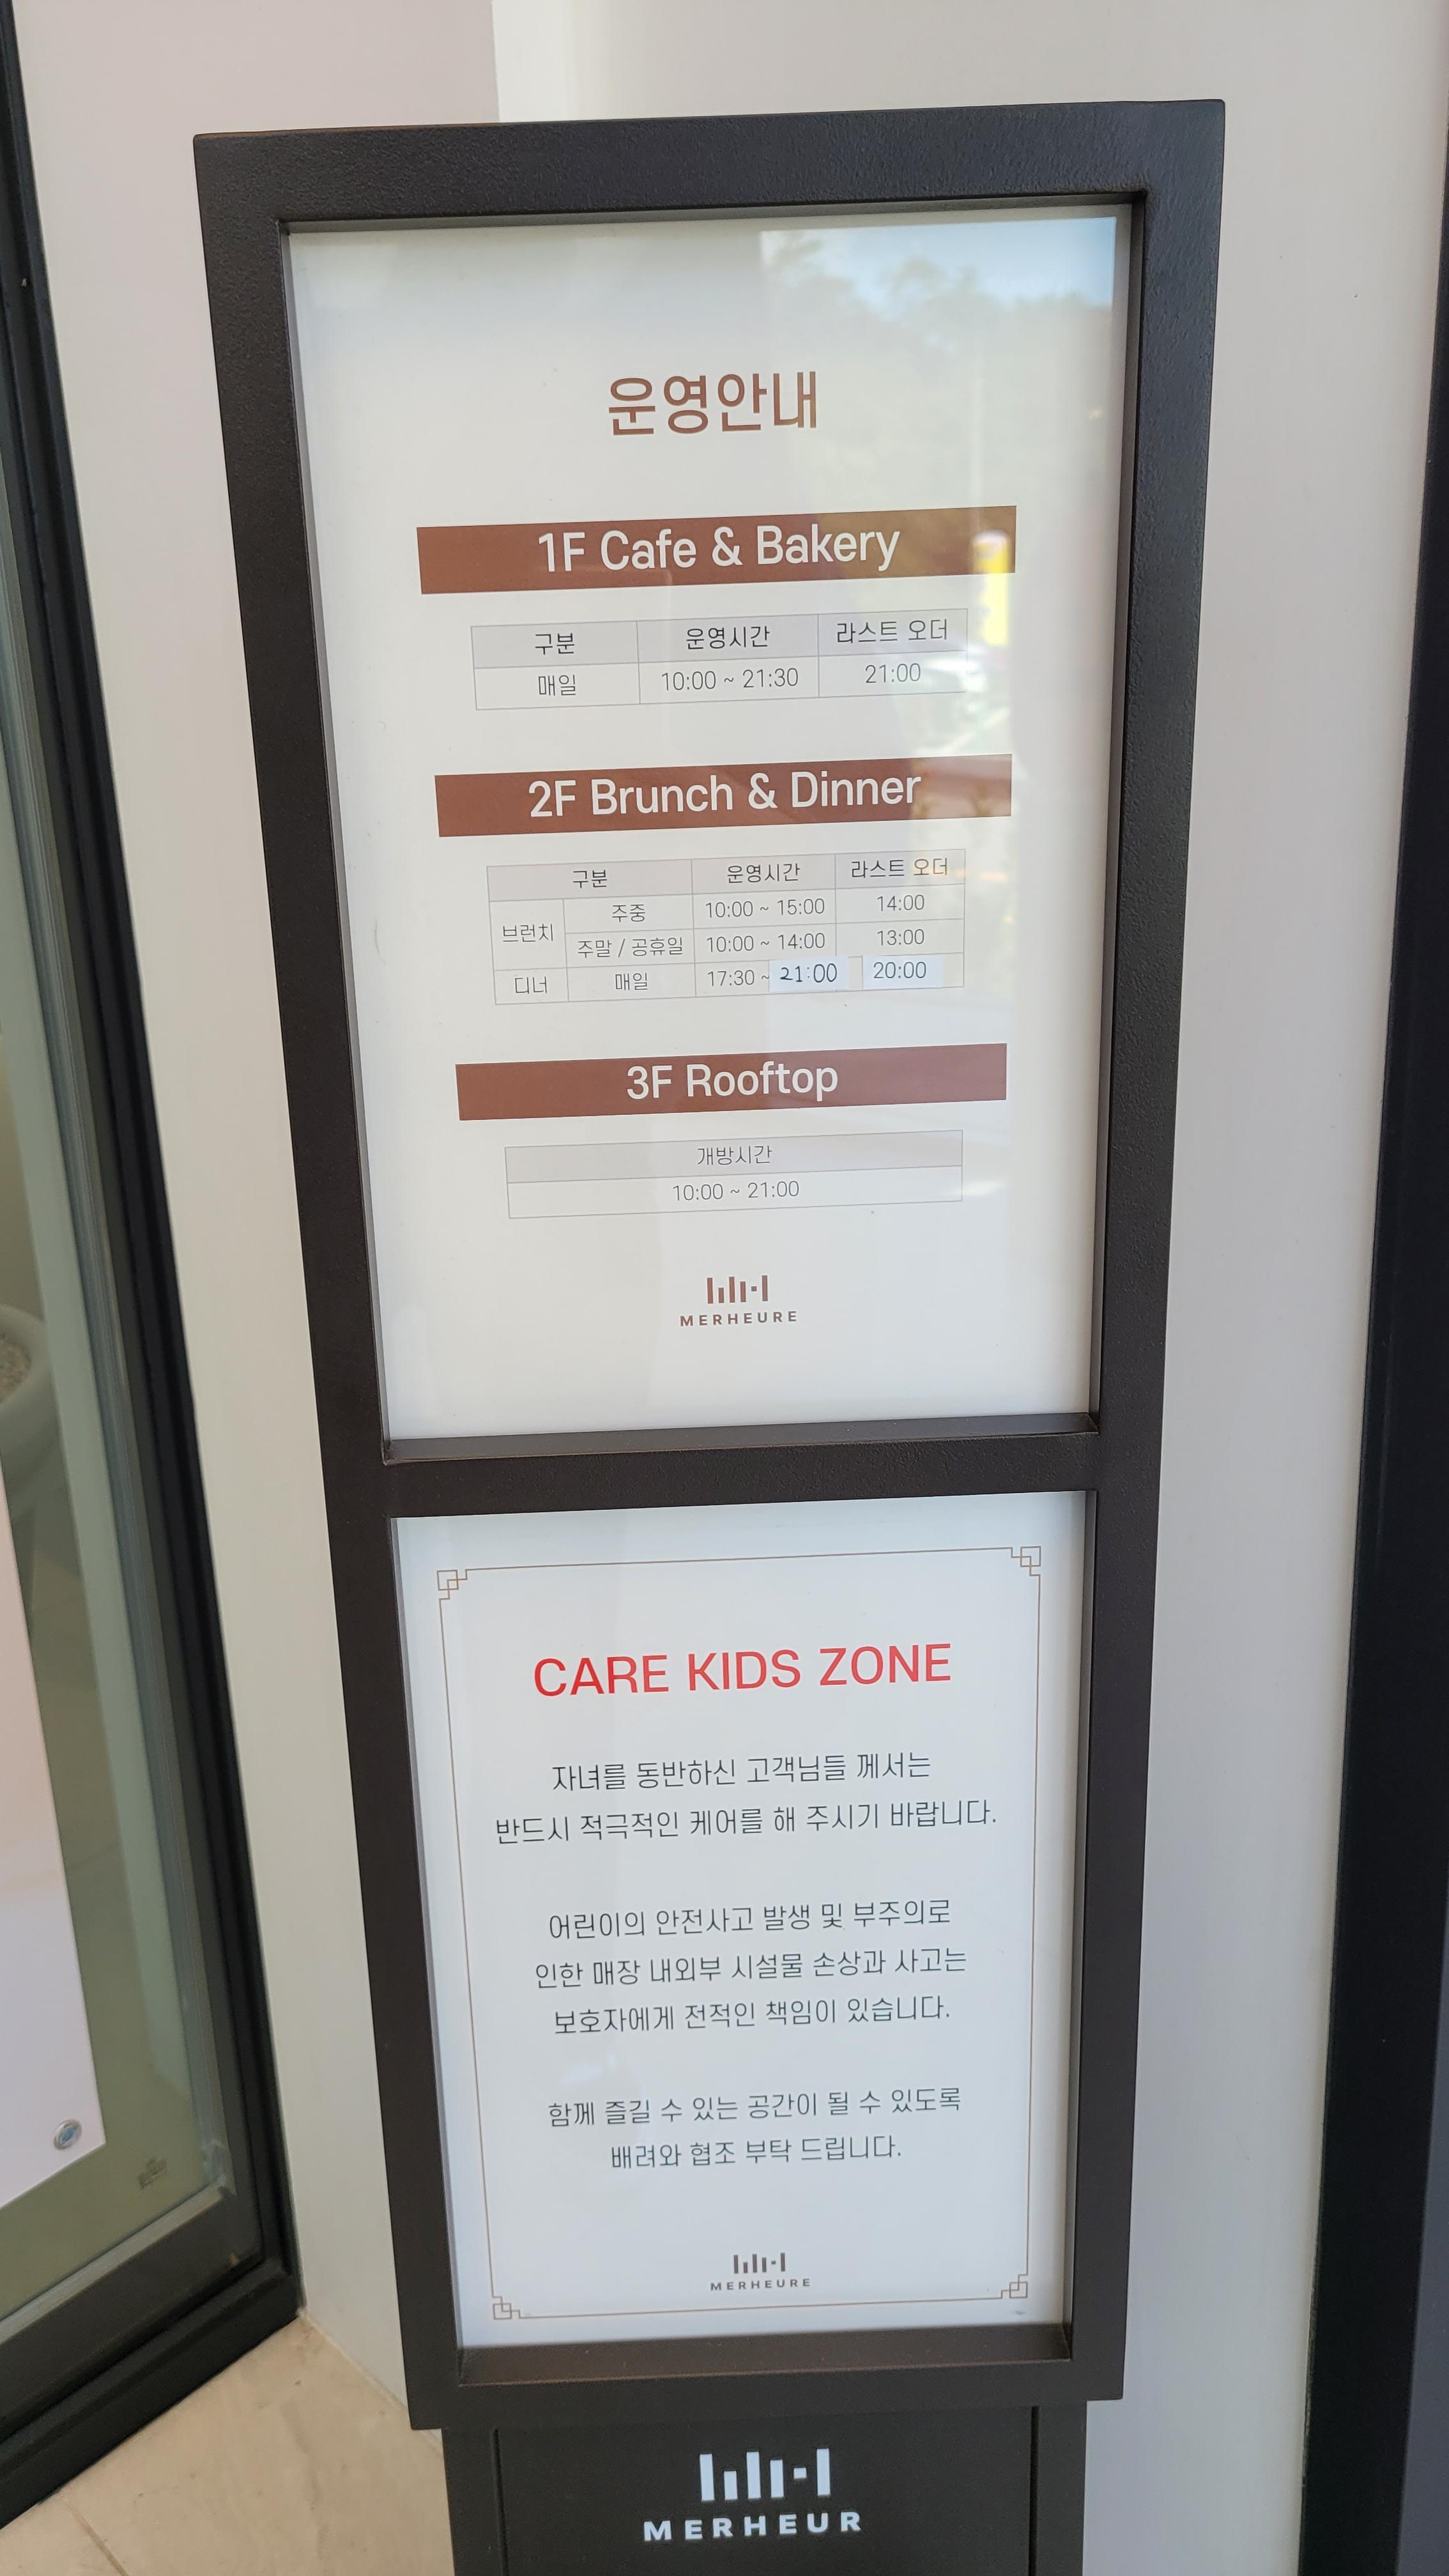 운영안내
1F Cafe & Bakery
구분 운영시간 라스트 오더
매일 10:00 ~ 21:30 21:00
2F Brunch & Dinner
구분 운영시간 라스트 오더
브런치 주중 10:00 ~ 15:00 14:00
주말 / 공휴일 10:00 ~ 14:00 13:00
디너 매일 17:30 ~ 21:00 20:00
3F Rooftop
개방시간
10:00 ~ 21:00
MERHEURE
CARE KIDS ZONE
자녀를 동반하신 고객님들 께서는
반드시 적극적인 케어를 해 주시기 바랍니다.
어린이의 안전사고 발생 및 부주의로
인한 매장 내외부 시설물 손상과 사고는
보호자에게 전적인 책임이 있습니다.
함께 즐길 수 있는 공간이 될 수 있도록
배려와 협조 부탁 드립니다.
MERHEURE
MERHEUR